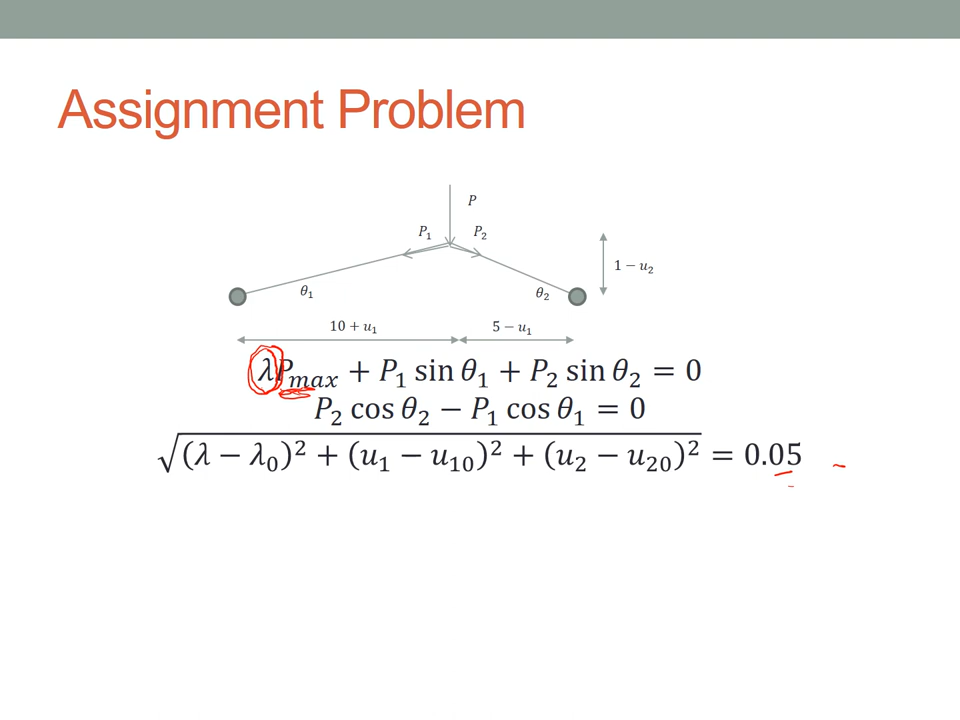 Assignment Problem
P
P₁ P₂
1 − u₂
θ₁ θ₂
10 + u₁ 5 − u₁
λP_max + P₁ sin θ₁ + P₂ sin θ₂ = 0
P₂ cos θ₂ − P₁ cos θ₁ = 0
√((λ − λ₀)² + (u₁ − u₁₀)² + (u₂ − u₂₀)²) = 0.05